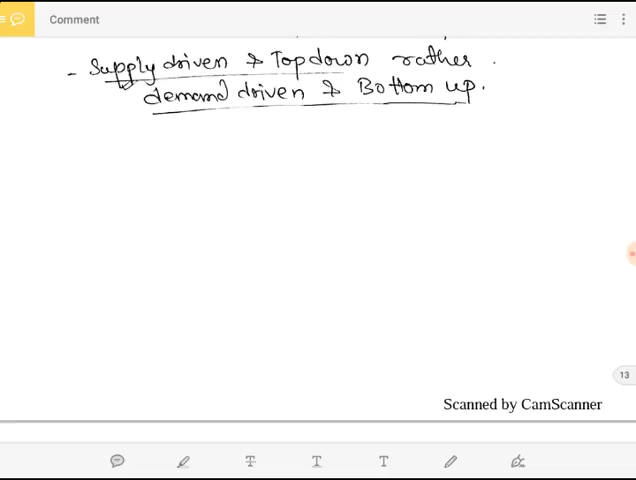 Comment
- Supply driven & Topdown rather
demand driven & Bottom up.
13
Scanned by CamScanner
T
T
T